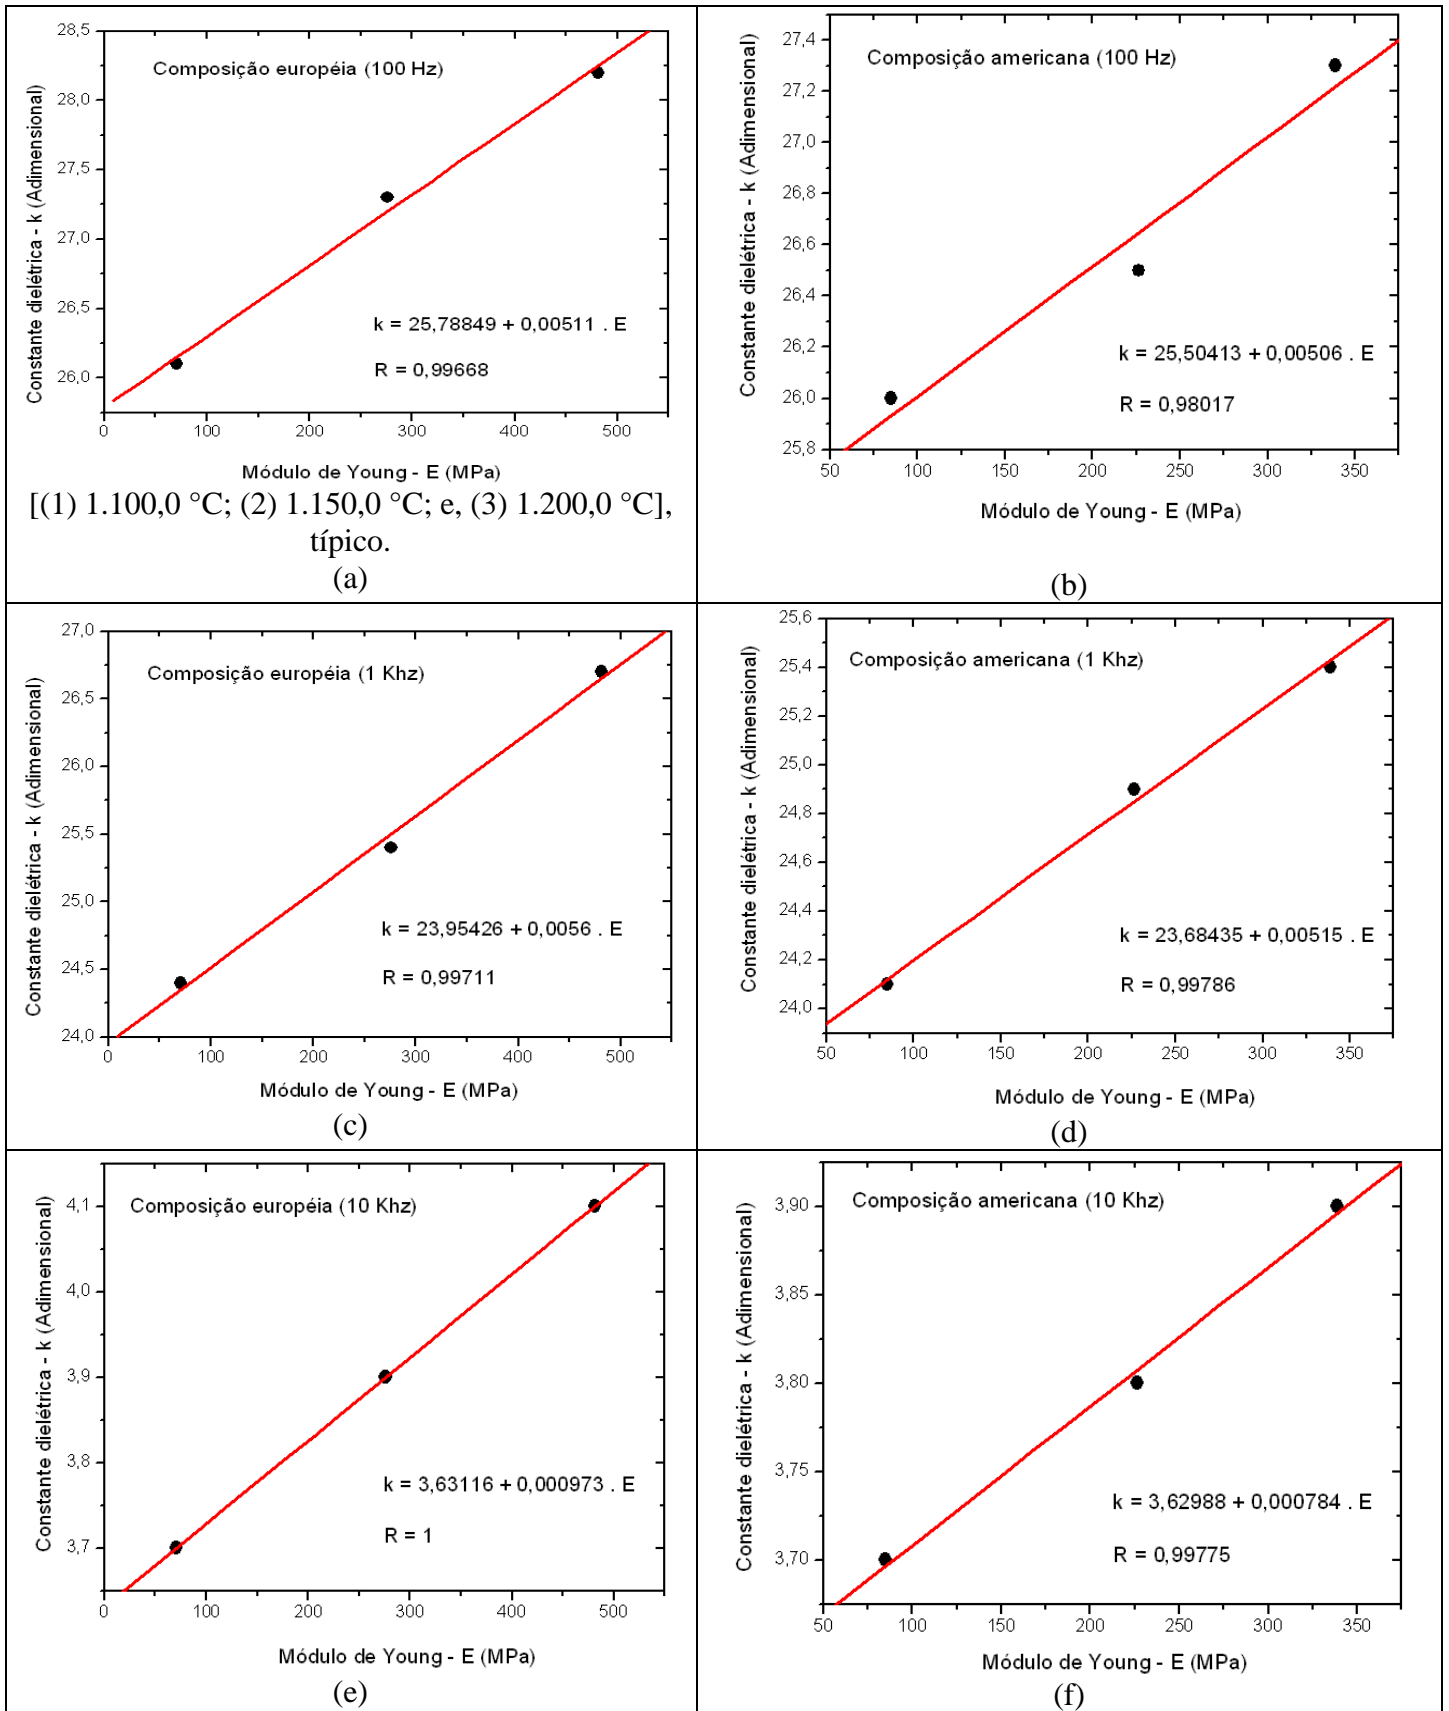 Composição européia (100 Hz)
Constante dielétrica - k (Adimensional)
28,5
28,0
27,5
27,0
26,5
26,0
k = 25,78849 + 0,00511 . E
R = 0,99668
0 100 200 300 400 500
Módulo de Young - E (MPa)
[(1) 1.100,0 °C; (2) 1.150,0 °C; e, (3) 1.200,0 °C],
típico.
(a)
Composição americana (100 Hz)
Constante dielétrica - k (Adimensional)
27,4
27,2
27,0
26,8
26,6
26,4
26,2
26,0
25,8
k = 25,50413 + 0,00506 . E
R = 0,98017
50 100 150 200 250 300 350
Módulo de Young - E (MPa)
(b)
Composição européia (1 Khz)
Constante dielétrica - k (Adimensional)
27,0
26,5
26,0
25,5
25,0
24,5
24,0
k = 23,95426 + 0,0056 . E
R = 0,99711
0 100 200 300 400 500
Módulo de Young - E (MPa)
(c)
Composição americana (1 Khz)
Constante dielétrica - k (Adimensional)
25,6
25,4
25,2
25,0
24,8
24,6
24,4
24,2
24,0
k = 23,68435 + 0,00515 . E
R = 0,99786
50 100 150 200 250 300 350
Módulo de Young - E (MPa)
(d)
Composição européia (10 Khz)
Constante dielétrica - k (Adimensional)
4,1
4,0
3,9
3,8
3,7
k = 3,63116 + 0,000973 . E
R = 1
0 100 200 300 400 500
Módulo de Young - E (MPa)
(e)
Composição americana (10 Khz)
Constante dielétrica - k (Adimensional)
3,90
3,85
3,80
3,75
3,70
k = 3,62988 + 0,000784 . E
R = 0,99775
50 100 150 200 250 300 350
Módulo de Young - E (MPa)
(f)